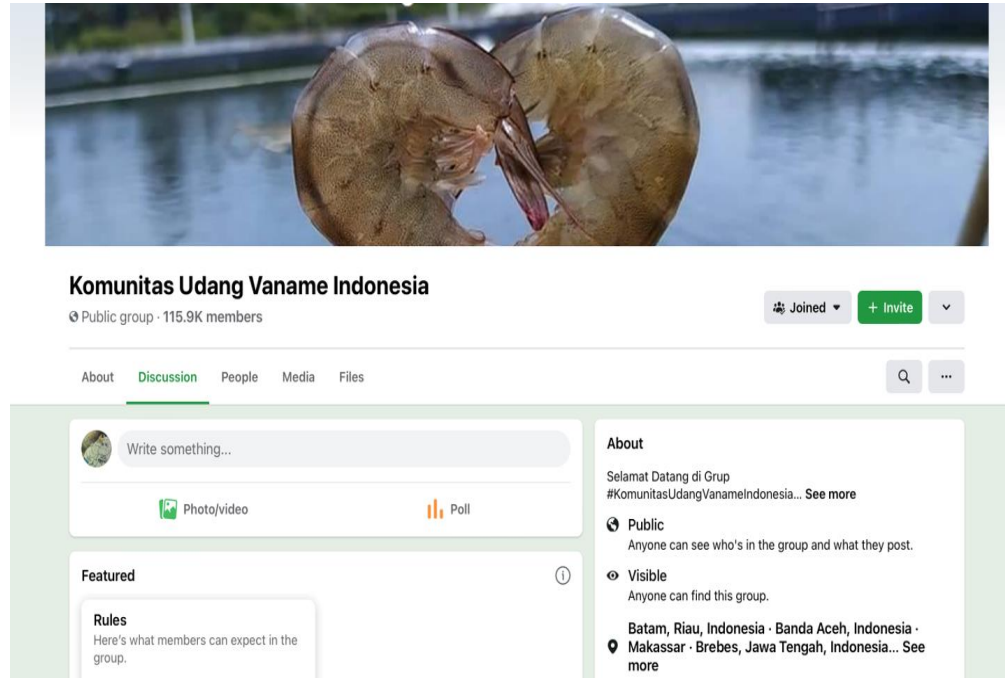 Komunitas Udang Vaname Indonesia
Public group · 115.9K members
Joined
+ Invite
About Discussion People Media Files
Write something...
Photo/video Poll
Featured
Rules
Here's what members can expect in the
group.
About
Selamat Datang di Grup
#KomunitasUdangVanameIndonesia... See more
Public
Anyone can see who's in the group and what they post.
Visible
Anyone can find this group.
Batam, Riau, Indonesia · Banda Aceh, Indonesia ·
Makassar · Brebes, Jawa Tengah, Indonesia... See
more